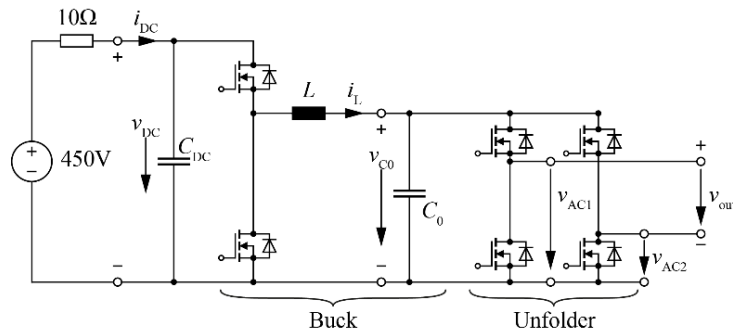 10Ω
i_DC
+
v_DC
C_DC
+
−
450V
−
L
i_L
+
v_C0
C_0
−
+
v_AC1
v_out
−
v_AC2
Buck
Unfolder